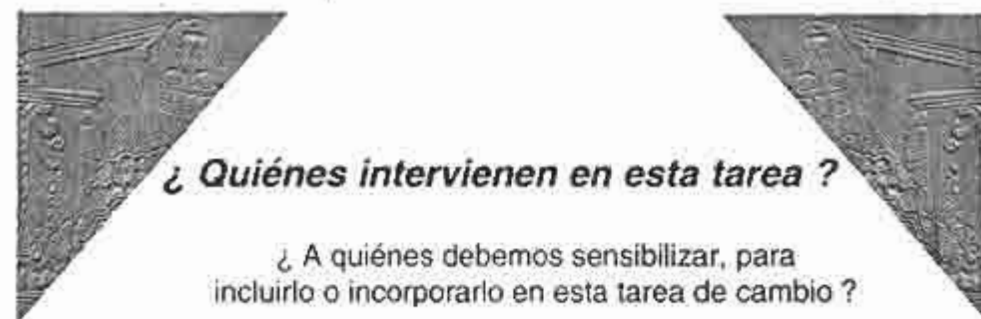 ¿ Quiénes intervienen en esta tarea ?
¿ A quiénes debemos sensibilizar, para
incluirlo o incorporarlo en esta tarea de cambio ?